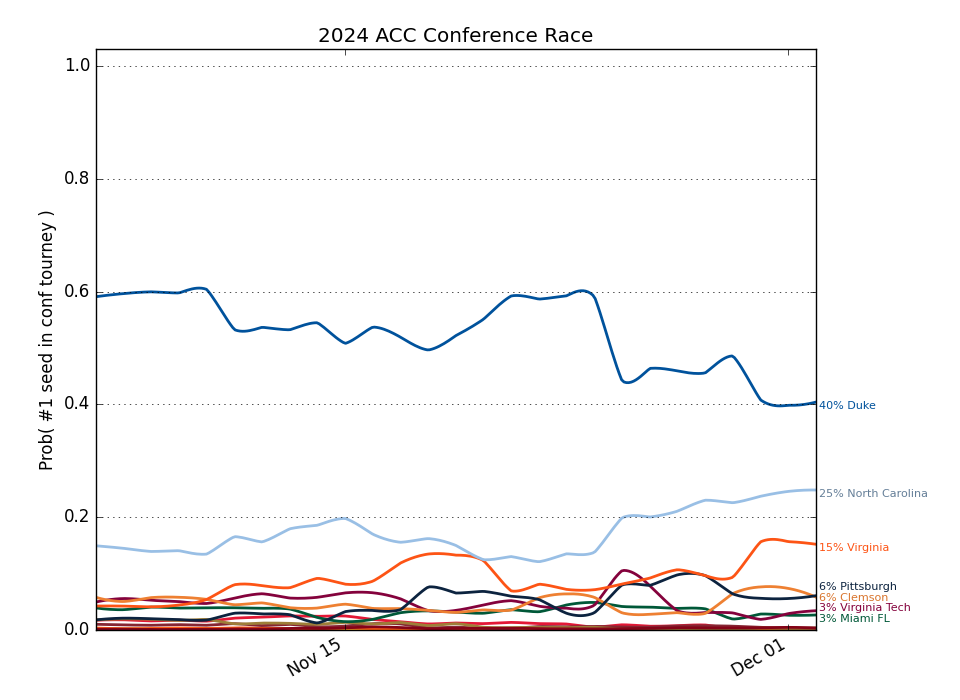 2024 ACC Conference Race
Prob( #1 seed in conf tourney )
1.0
0.8
0.6
0.4
0.2
0.0
Nov 15
Dec 01
40% Duke
25% North Carolina
15% Virginia
6% Pittsburgh
6% Clemson
3% Virginia Tech
3% Miami FL